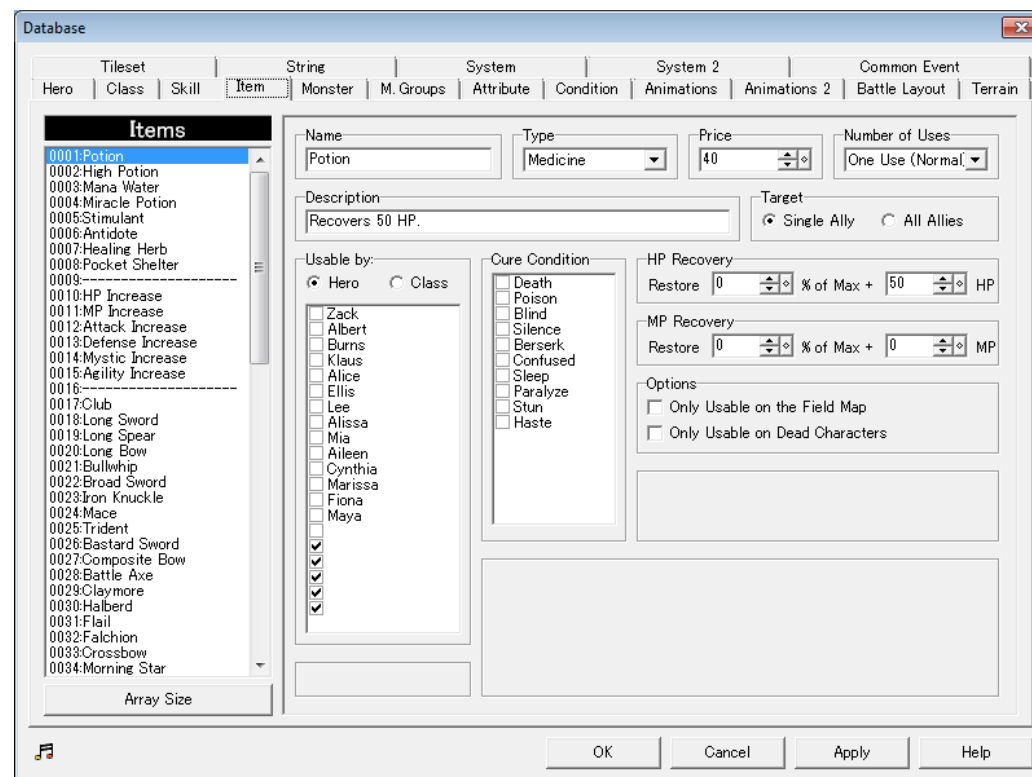 Database
Tileset String System System 2 Common Event
Hero Class Skill Item Monster M. Groups Attribute Condition Animations Animations 2 Battle Layout Terrain
Items
0001:Potion
0002:High Potion
0003:Mana Water
0004:Miracle Potion
0005:Stimulant
0006:Antidote
0007:Healing Herb
0008:Pocket Shelter
0009:--------------------
0010:HP Increase
0011:MP Increase
0012:Attack Increase
0013:Defense Increase
0014:Mystic Increase
0015:Agility Increase
0016:--------------------
0017:Club
0018:Long Sword
0019:Long Spear
0020:Long Bow
0021:Bullwhip
0022:Broad Sword
0023:Iron Knuckle
0024:Mace
0025:Trident
0026:Bastard Sword
0027:Composite Bow
0028:Battle Axe
0029:Claymore
0030:Halberd
0031:Flail
0032:Falchion
0033:Crossbow
0034:Morning Star
Array Size
Name
Potion
Type
Medicine
Price
40
Number of Uses
One Use (Normal)
Description
Recovers 50 HP.
Target
Single Ally All Allies
Usable by:
Hero Class
Zack
Albert
Burns
Klaus
Alice
Ellis
Lee
Alissa
Mia
Aileen
Cynthia
Marissa
Fiona
Maya
Cure Condition
Death
Poison
Blind
Silence
Berserk
Confused
Sleep
Paralyze
Stun
Haste
HP Recovery
Restore 0 % of Max + 50 HP
MP Recovery
Restore 0 % of Max + 0 MP
Options
Only Usable on the Field Map
Only Usable on Dead Characters
OK Cancel Apply Help